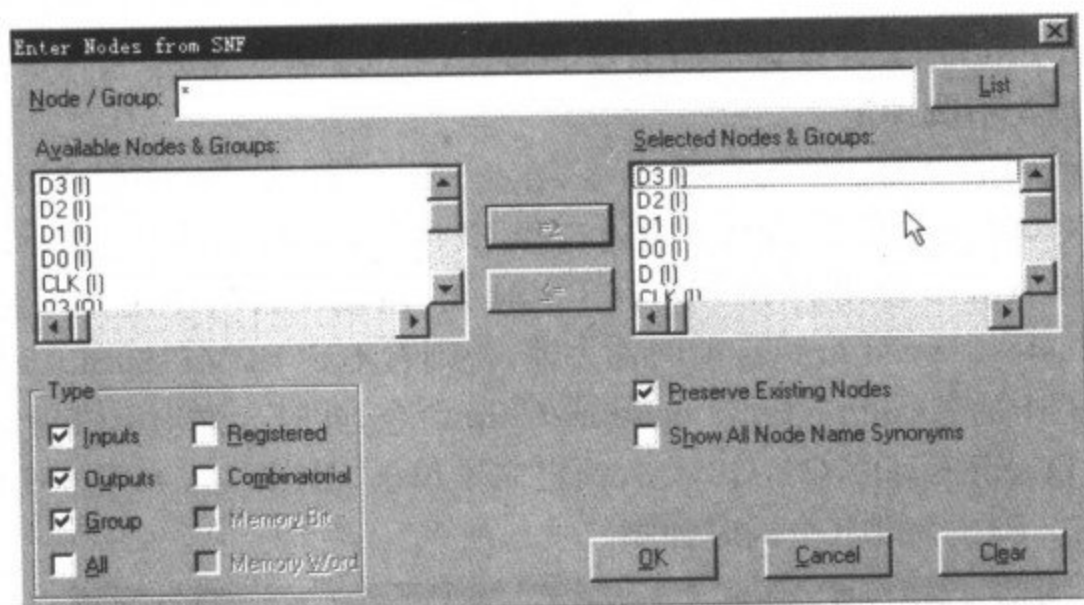 Enter Nodes from SNF
Node / Group: *
List
Available Nodes & Groups:
D3 (I)
D2 (I)
D1 (I)
D0 (I)
CLK (I)
Q3 (O)
=>
<=
Selected Nodes & Groups:
D3 (I)
D2 (I)
D1 (I)
D0 (I)
D (I)
CLK (I)
Type
Inputs
Registered
Outputs
Combinatorial
Group
Memory Bit
All
Memory Word
Preserve Existing Nodes
Show All Node Name Synonyms
OK
Cancel
Clear